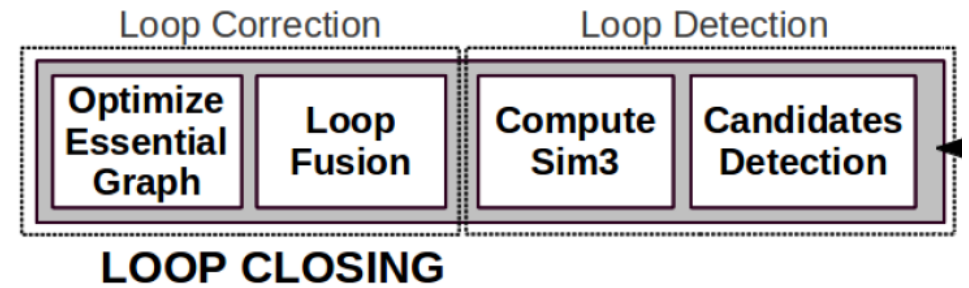 Loop Correction
Loop Detection
Optimize
Essential
Graph
Loop
Fusion
Compute
Sim3
Candidates
Detection
LOOP CLOSING